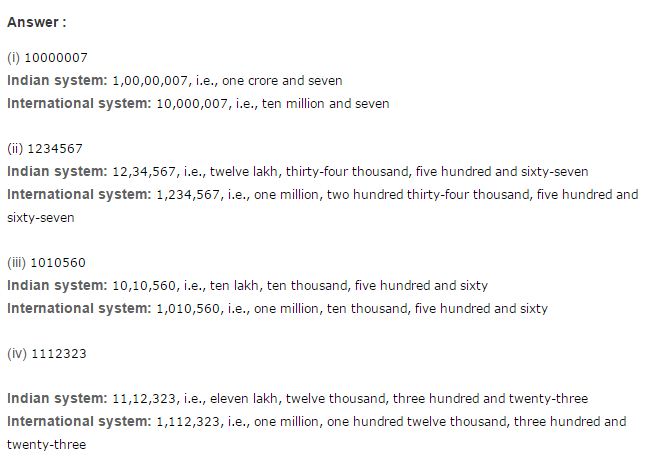 Answer :
(i) 10000007
Indian system: 1,00,00,007, i.e., one crore and seven
International system: 10,000,007, i.e., ten million and seven
(ii) 1234567
Indian system: 12,34,567, i.e., twelve lakh, thirty-four thousand, five hundred and sixty-seven
International system: 1,234,567, i.e., one million, two hundred thirty-four thousand, five hundred and
sixty-seven
(iii) 1010560
Indian system: 10,10,560, i.e., ten lakh, ten thousand, five hundred and sixty
International system: 1,010,560, i.e., one million, ten thousand, five hundred and sixty
(iv) 1112323
Indian system: 11,12,323, i.e., eleven lakh, twelve thousand, three hundred and twenty-three
International system: 1,112,323, i.e., one million, one hundred twelve thousand, three hundred and
twenty-three